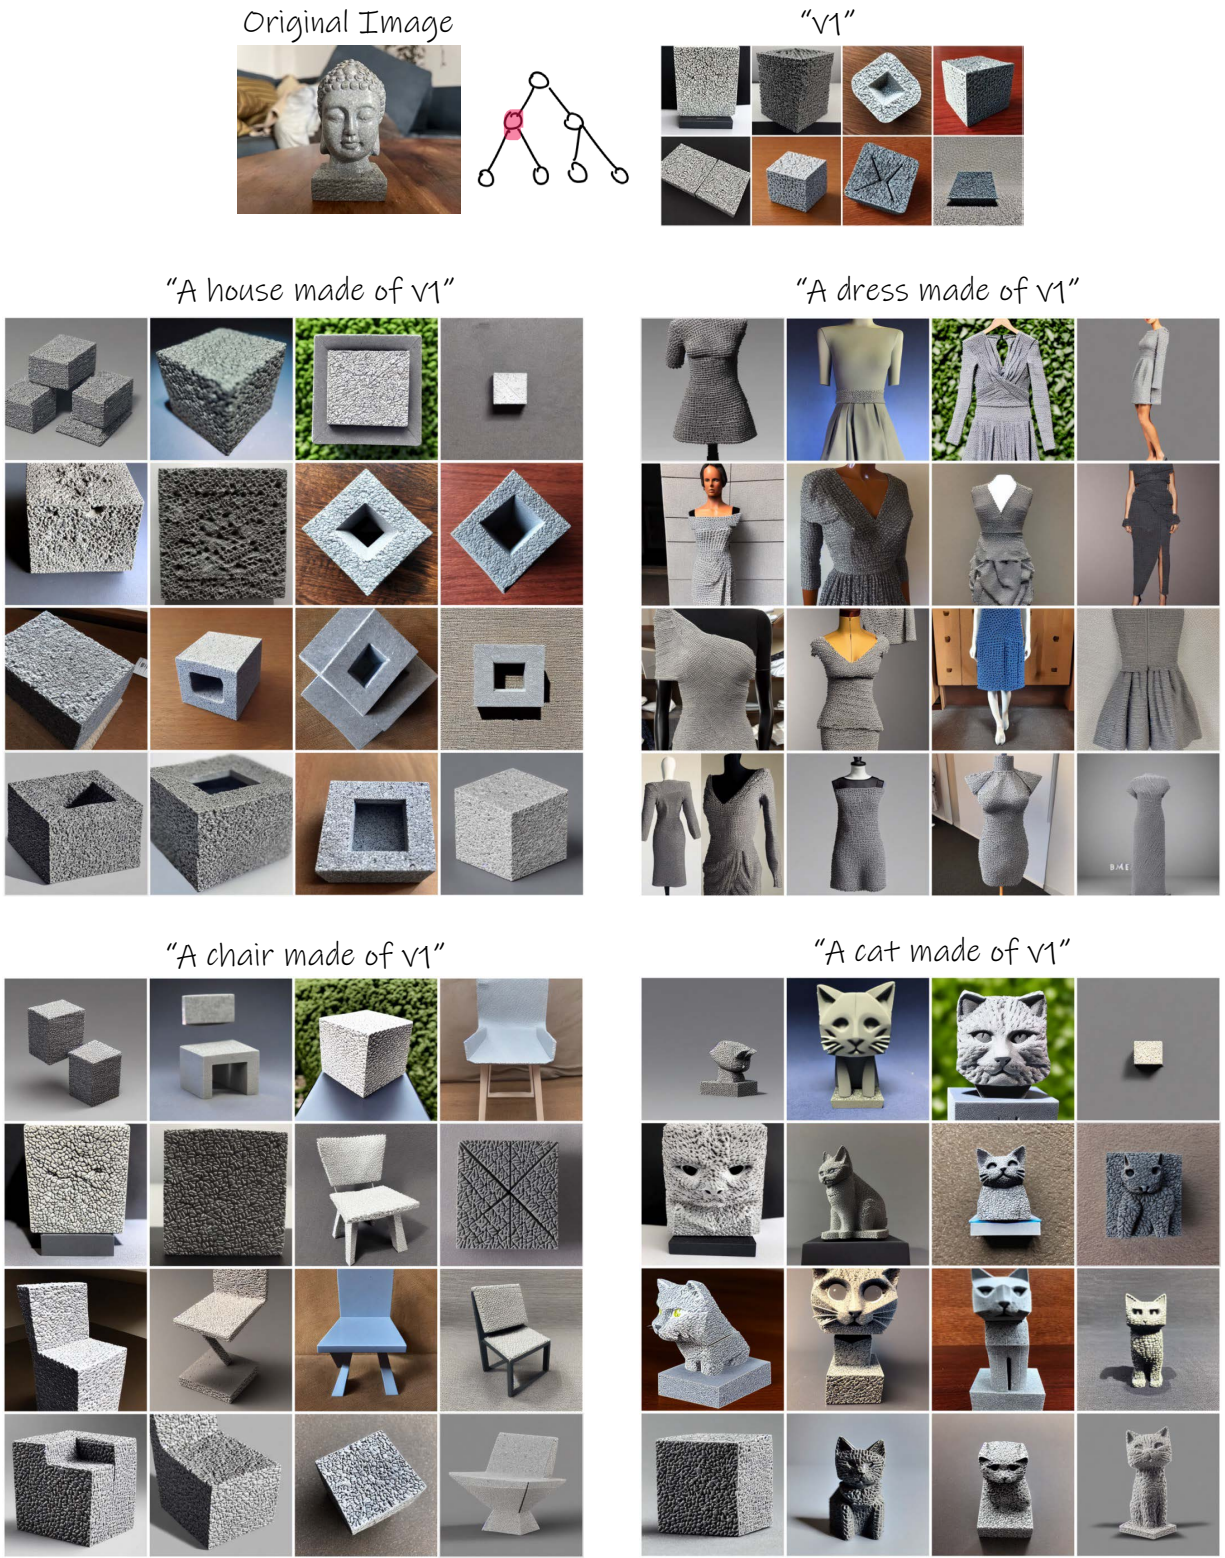 Original Image
“v1”
“A house made of v1”
“A dress made of v1”
“A chair made of v1”
“A cat made of v1”